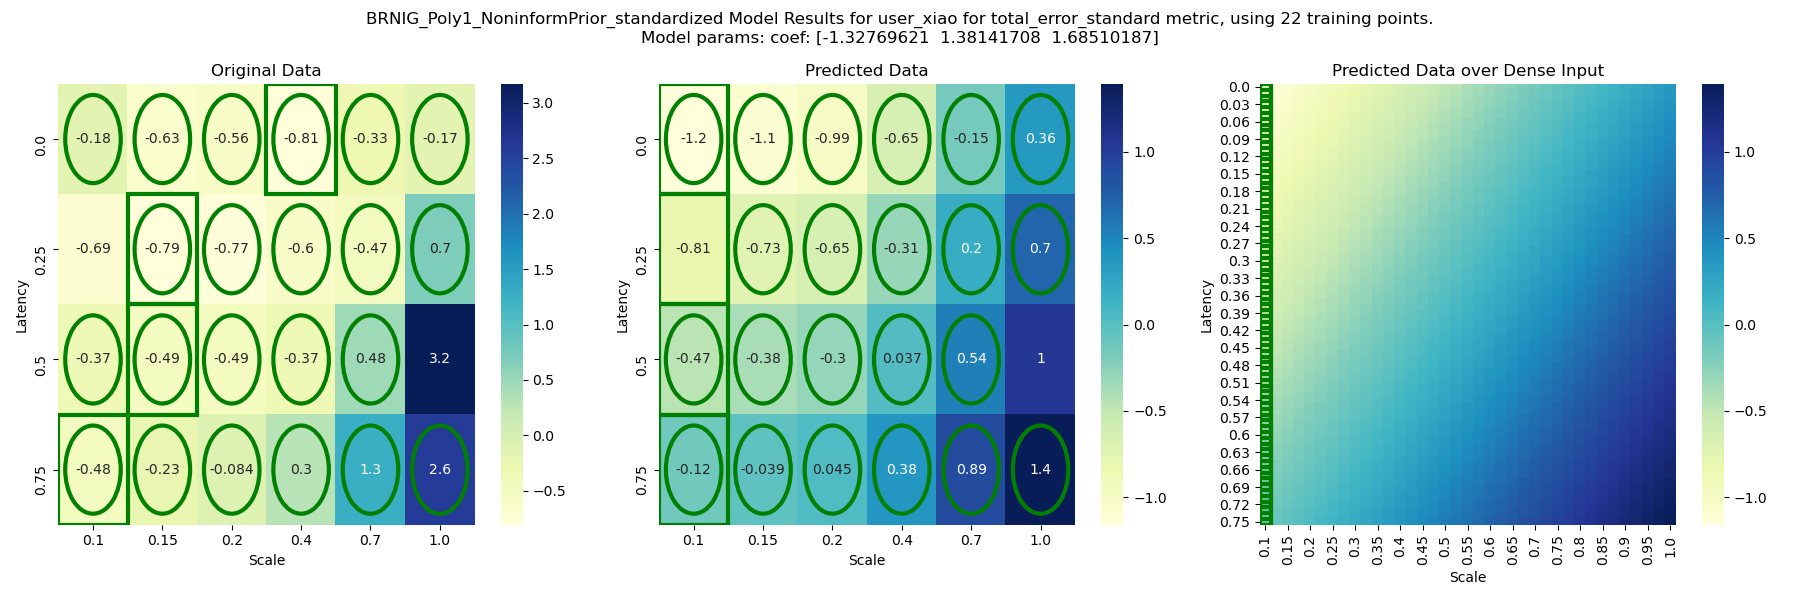 BRNIG_Poly1_NoninformPrior_standardized Model Results for user_xiao for total_error_standard metric, using 22 training points.
Model params: coef: [-1.32769621  1.38141708  1.68510187]
Original Data
Latency
0.0
0.25
0.5
0.75
-0.18 -0.63 -0.56 -0.81 -0.33 -0.17
-0.69 -0.79 -0.77 -0.6 -0.47 0.7
-0.37 -0.49 -0.49 -0.37 0.48 3.2
-0.48 -0.23 -0.084 0.3 1.3 2.6
0.1 0.15 0.2 0.4 0.7 1.0
Scale
3.0
2.5
2.0
1.5
1.0
0.5
0.0
−0.5
Predicted Data
Latency
0.0
0.25
0.5
0.75
-1.2 -1.1 -0.99 -0.65 -0.15 0.36
-0.81 -0.73 -0.65 -0.31 0.2 0.7
-0.47 -0.38 -0.3 0.037 0.54 1
-0.12 -0.039 0.045 0.38 0.89 1.4
0.1 0.15 0.2 0.4 0.7 1.0
Scale
1.0
0.5
0.0
−0.5
−1.0
Predicted Data over Dense Input
Latency
0.0
0.03
0.06
0.09
0.12
0.15
0.18
0.21
0.24
0.27
0.3
0.33
0.36
0.39
0.42
0.45
0.48
0.51
0.54
0.57
0.6
0.63
0.66
0.69
0.72
0.75
0.1 0.15 0.2 0.25 0.3 0.35 0.4 0.45 0.5 0.55 0.6 0.65 0.7 0.75 0.8 0.85 0.9 0.95 1.0
Scale
1.0
0.5
0.0
−0.5
−1.0